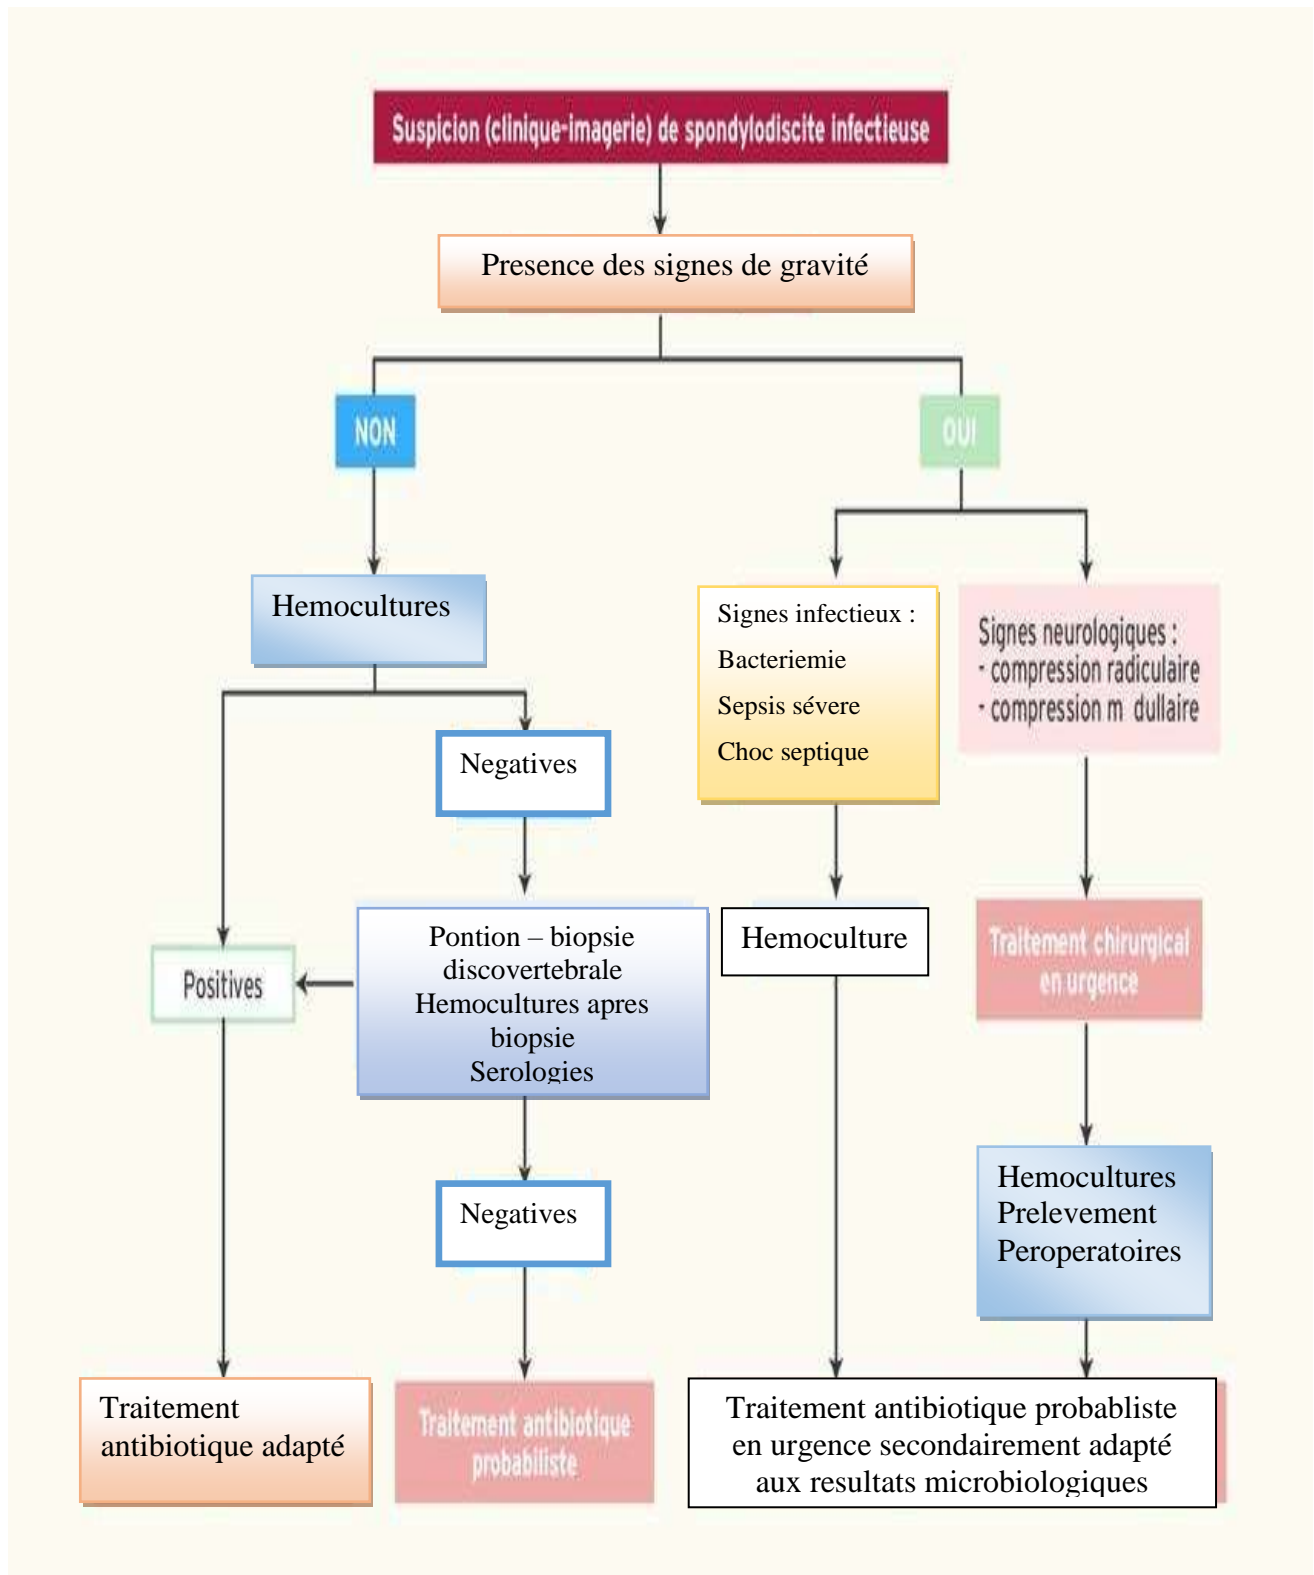 Suspicion (clinique-imagerie) de spondylodiscite infectieuse
Presence des signes de gravité
NON
OUI
Hemocultures
Signes infectieux :
Bacteriemie
Sepsis sévere
Choc septique
Signes neurologiques :
- compression radiculaire
- compression m dullaire
Negatives
Positives
Pontion – biopsie
discovertebrale
Hemocultures apres
biopsie
Serologies
Hemoculture
Traitement chirurgical
en urgence
Negatives
Hemocultures
Prelevement
Peroperatoires
Traitement
antibiotique adapté
Traitement antibiotique
probabiliste
Traitement antibiotique probabliste
en urgence secondairement adapté
aux resultats microbiologiques